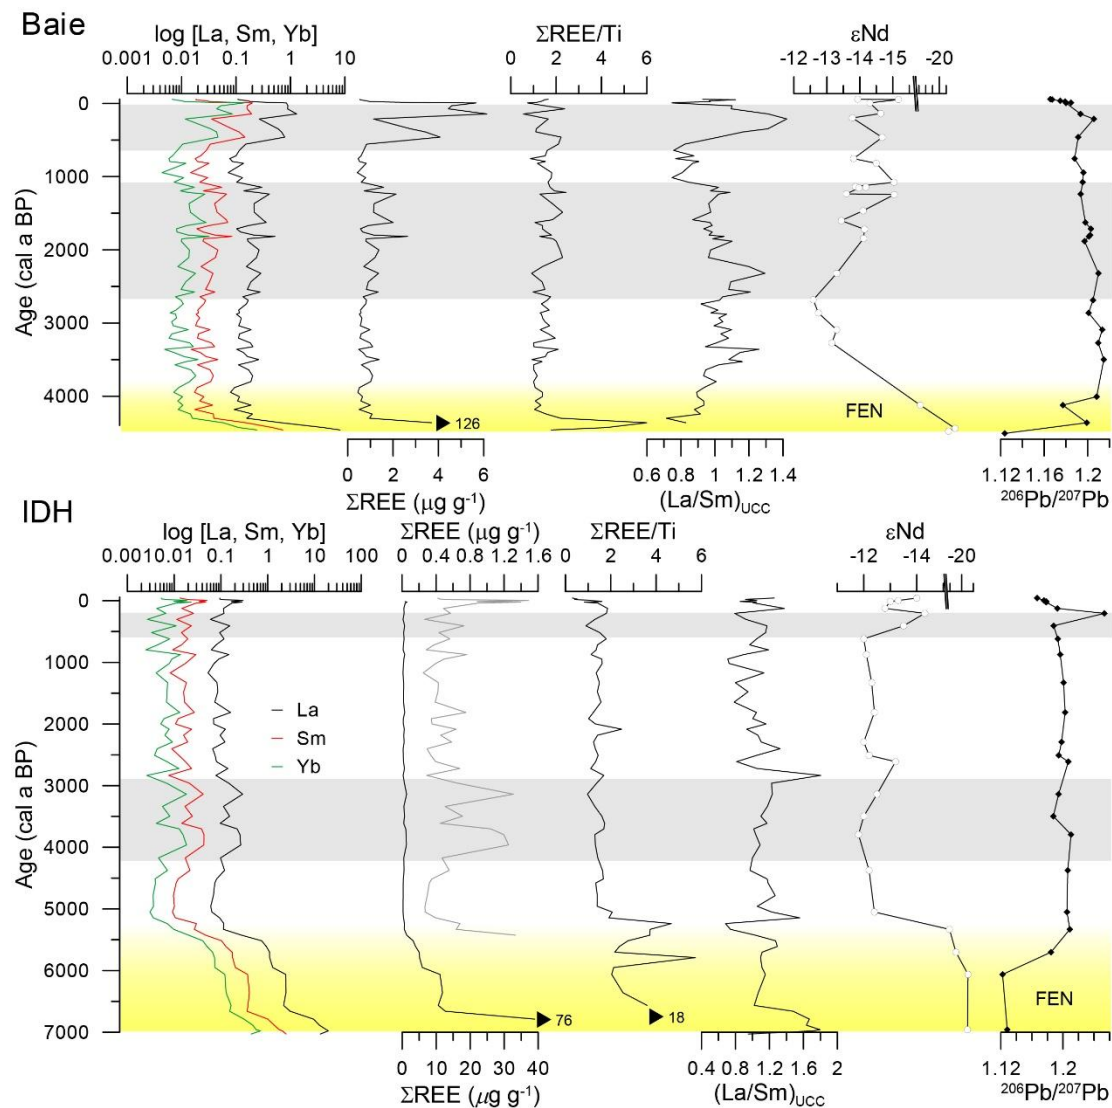 Baie
log [La, Sm, Yb]
ΣREE/Ti
εNd
0.001 0.01 0.1 1 10
0 2 4 6
-12 -13 -14 -15 -20
Age (cal a BP)
0
1000
2000
3000
4000
FEN
126
0 2 4 6
ΣREE (μg g⁻¹)
0.6 0.8 1 1.2 1.4
(La/Sm)UCC
1.12 1.16 1.2
²⁰⁶Pb/²⁰⁷Pb
IDH
log [La, Sm, Yb]
ΣREE (μg g⁻¹)
ΣREE/Ti
εNd
0.001 0.01 0.1 1 10 100
0 0.4 0.8 1.2 1.6
0 2 4 6
-12 -14 -20
Age (cal a BP)
0
1000
2000
3000
4000
5000
6000
7000
La
Sm
Yb
FEN
76
18
0 10 20 30 40
ΣREE (μg g⁻¹)
0.4 0.8 1.2 1.6 2
(La/Sm)UCC
1.12 1.2
²⁰⁶Pb/²⁰⁷Pb